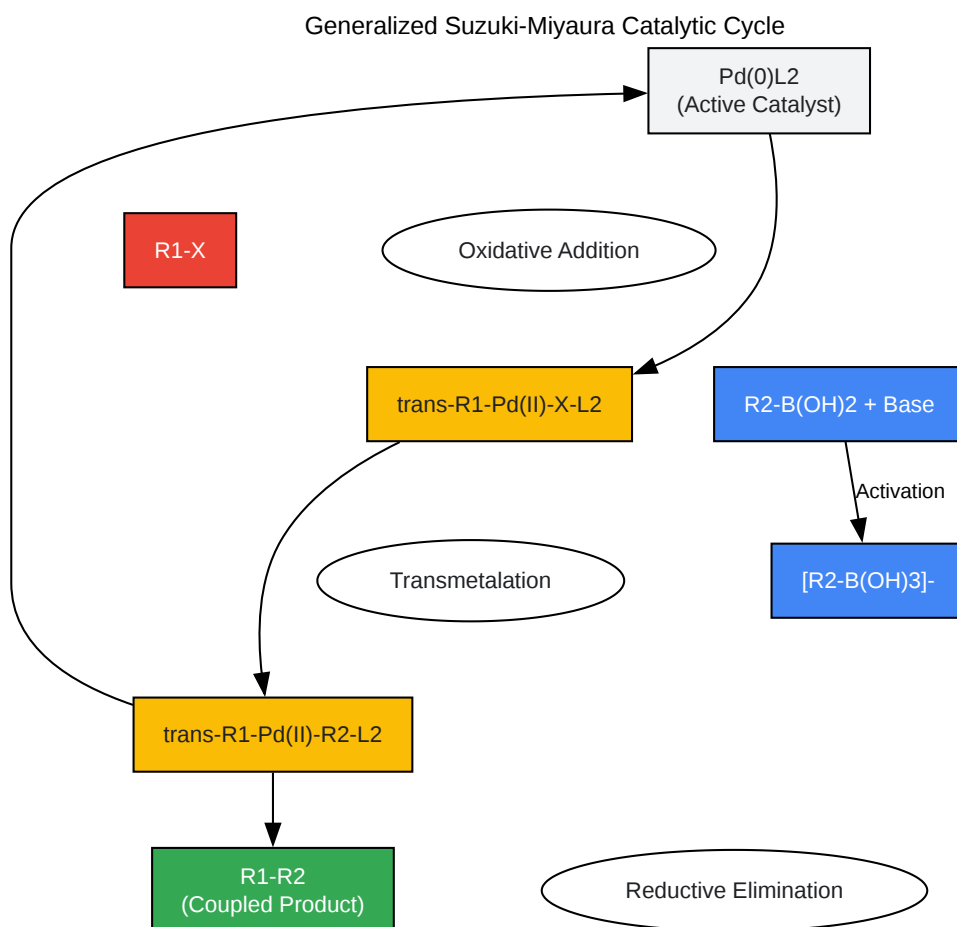 Generalized Suzuki-Miyaura Catalytic Cycle
Pd(0)L2
(Active Catalyst)
R1-X
Oxidative Addition
trans-R1-Pd(II)-X-L2
R2-B(OH)2 + Base
Activation
Transmetalation
[R2-B(OH)3]-
trans-R1-Pd(II)-R2-L2
R1-R2
(Coupled Product)
Reductive Elimination